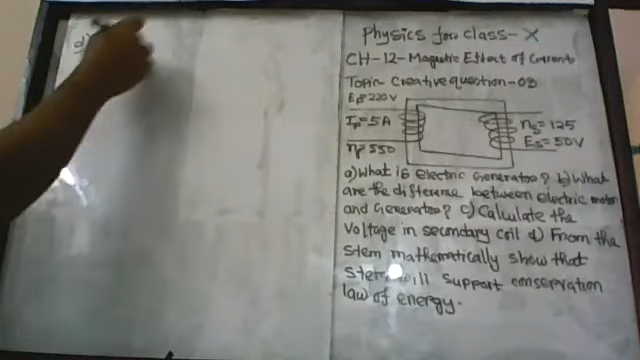 d)
Physics for class-X
CH-12-Magnetic Effect of Current
Topic-Creative question-03
Ep=220V
Ip=5A
np=550
ns=125
Es=50V
a) What is electric Generator? b) What
are the difference between electric motor
and Generator? c) Calculate the
Voltage in secondary coil d) From the
Stem mathematically show that
Stem will support conservation
law of energy.